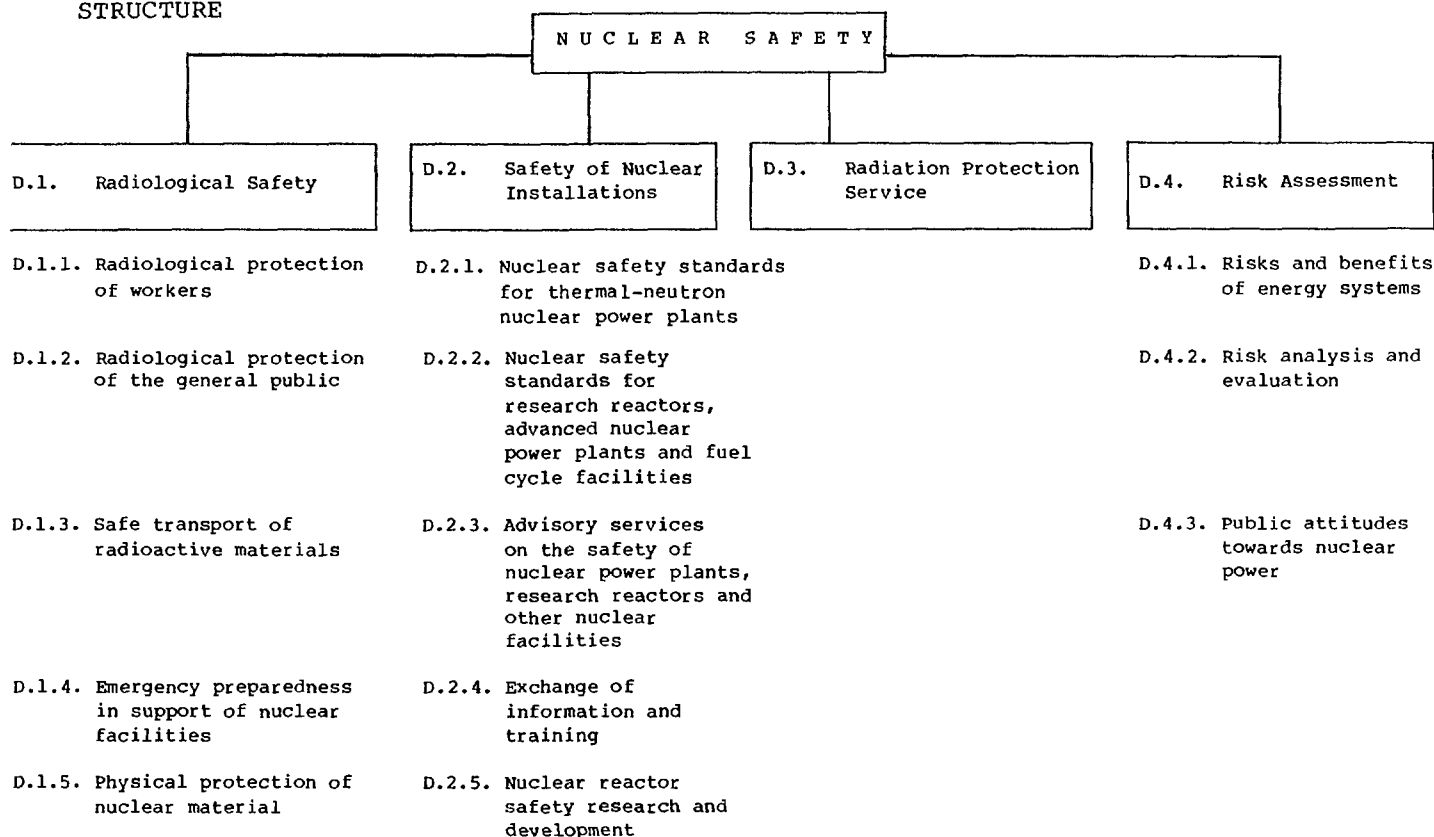 STRUCTURE
N U C L E A R   S A F E T Y
D.1. Radiological Safety
D.1.1. Radiological protection
of workers
D.1.2. Radiological protection
of the general public
D.1.3. Safe transport of
radioactive materials
D.1.4. Emergency preparedness
in support of nuclear
facilities
D.1.5. Physical protection of
nuclear material
D.2. Safety of Nuclear
Installations
D.2.1. Nuclear safety standards
for thermal-neutron
nuclear power plants
D.2.2. Nuclear safety
standards for
research reactors,
advanced nuclear
power plants and fuel
cycle facilities
D.2.3. Advisory services
on the safety of
nuclear power plants,
research reactors and
other nuclear
facilities
D.2.4. Exchange of
information and
training
D.2.5. Nuclear reactor
safety research and
development
D.3. Radiation Protection
Service
D.4. Risk Assessment
D.4.1. Risks and benefits
of energy systems
D.4.2. Risk analysis and
evaluation
D.4.3. Public attitudes
towards nuclear
power